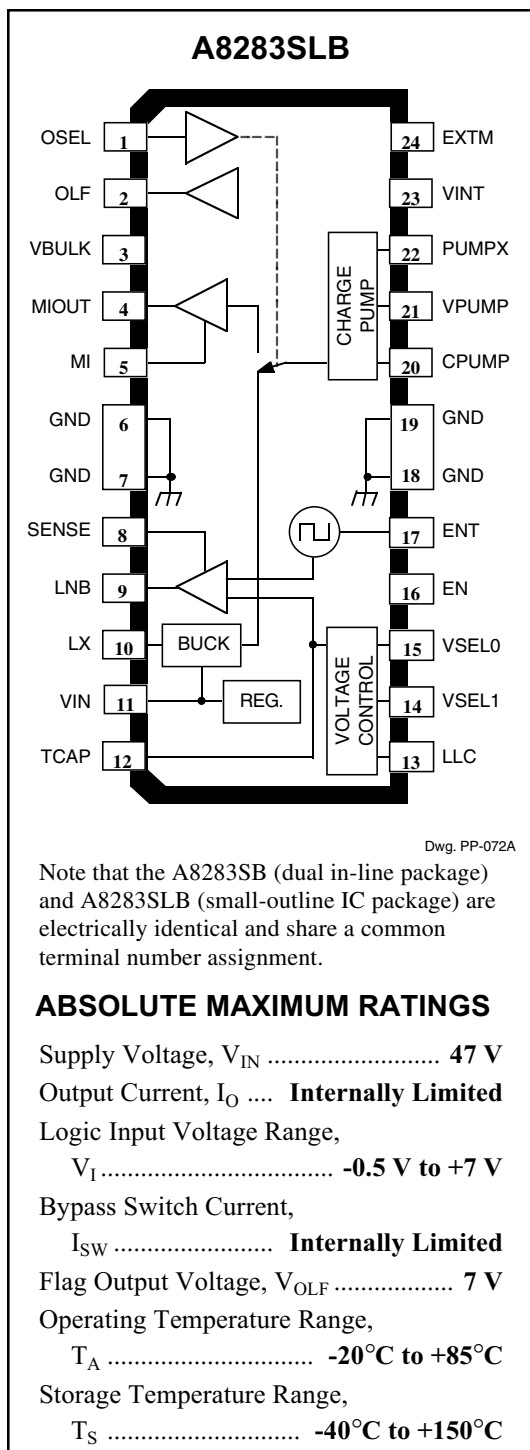 A8283SLB
OSEL 1
OLF 2
VBULK 3
MIOUT 4
MI 5
GND 6
GND 7
SENSE 8
LNB 9
LX 10
VIN 11
TCAP 12
24 EXTM
23 VINT
22 PUMPX
21 VPUMP
20 CPUMP
19 GND
18 GND
17 ENT
16 EN
15 VSEL0
14 VSEL1
13 LLC
CHARGE
PUMP
BUCK
REG.
VOLTAGE
CONTROL
Dwg. PP-072A
Note that the A8283SB (dual in-line package)
and A8283SLB (small-outline IC package) are
electrically identical and share a common
terminal number assignment.
ABSOLUTE MAXIMUM RATINGS
Supply Voltage, VIN .......................... 47 V
Output Current, IO .... Internally Limited
Logic Input Voltage Range,
VI ................................... -0.5 V to +7 V
Bypass Switch Current,
ISW ........................ Internally Limited
Flag Output Voltage, VOLF .................. 7 V
Operating Temperature Range,
TA ............................... -20°C to +85°C
Storage Temperature Range,
TS ............................ -40°C to +150°C